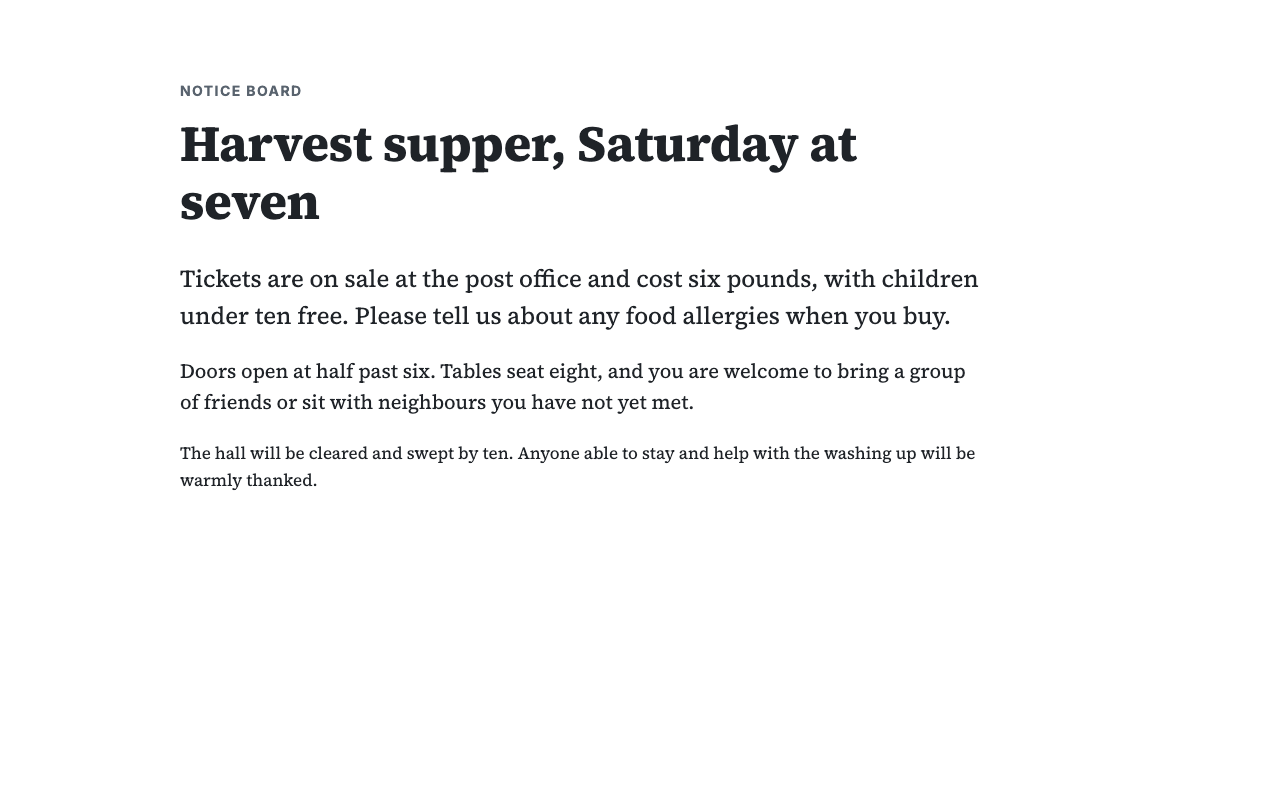 NOTICE BOARD
Harvest supper, Saturday at
seven
Tickets are on sale at the post office and cost six pounds, with children
under ten free. Please tell us about any food allergies when you buy.
Doors open at half past six. Tables seat eight, and you are welcome to bring a group
of friends or sit with neighbours you have not yet met.
The hall will be cleared and swept by ten. Anyone able to stay and help with the washing up will be
warmly thanked.